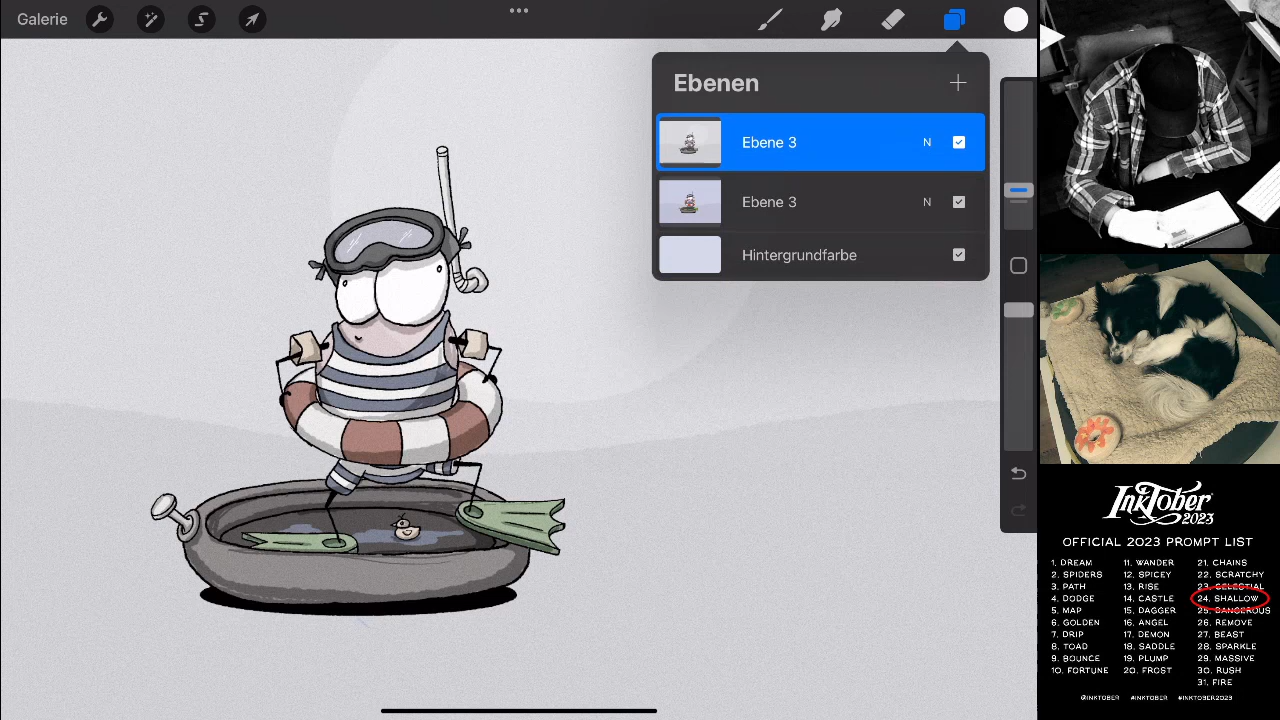 Galerie
Ebenen
Ebene 3 N
Ebene 3 N
Hintergrundfarbe
INKTOBER
2023
OFFICIAL 2023 PROMPT LIST
1. DREAM
2. SPIDERS
3. PATH
4. DODGE
5. MAP
6. GOLDEN
7. DRIP
8. TOAD
9. BOUNCE
10. FORTUNE
11. WANDER
12. SPICY
13. RISE
14. CASTLE
15. DAGGER
16. ANGEL
17. DEMON
18. SADDLE
19. PLUMP
20. FROST
21. CHAINS
22. SCRATCHY
23. CELESTIAL
24. SHALLOW
25. DANGEROUS
26. REMOVE
27. BEAST
28. SPARKLE
29. MASSIVE
30. RUSH
31. FIRE
@INKTOBER #INKTOBER #INKTOBER2023